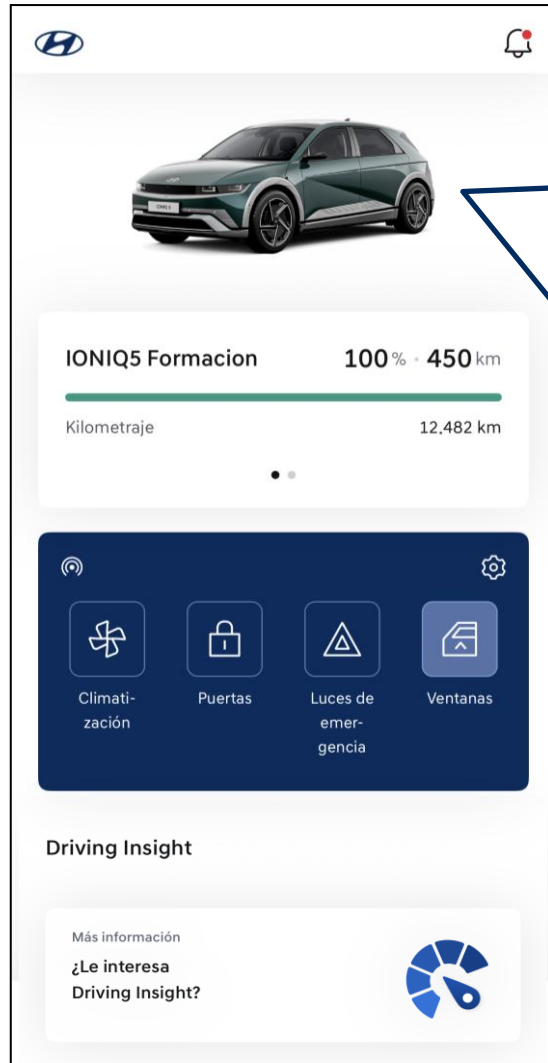 IONIQ5 Formacion 100 % · 450 km
Kilometraje 12,482 km
Climati-
zación
Puertas
Luces de
emer-
gencia
Ventanas
Driving Insight
Más información
¿Le interesa
Driving Insight?